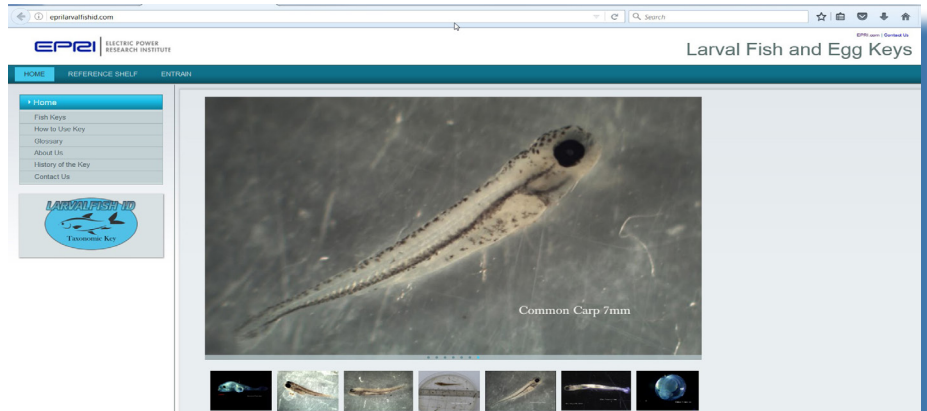 eprilarvalfishid.com
Search
EPRI
ELECTRIC POWER
RESEARCH INSTITUTE
EPRI.com | Contact Us
Larval Fish and Egg Keys
HOME
REFERENCE SHELF
ENTRAIN
Home
Fish Keys
How to Use Key
Glossary
About Us
History of the Key
Contact Us
LARVALFISH ID
Taxonomic Key
Common Carp 7mm